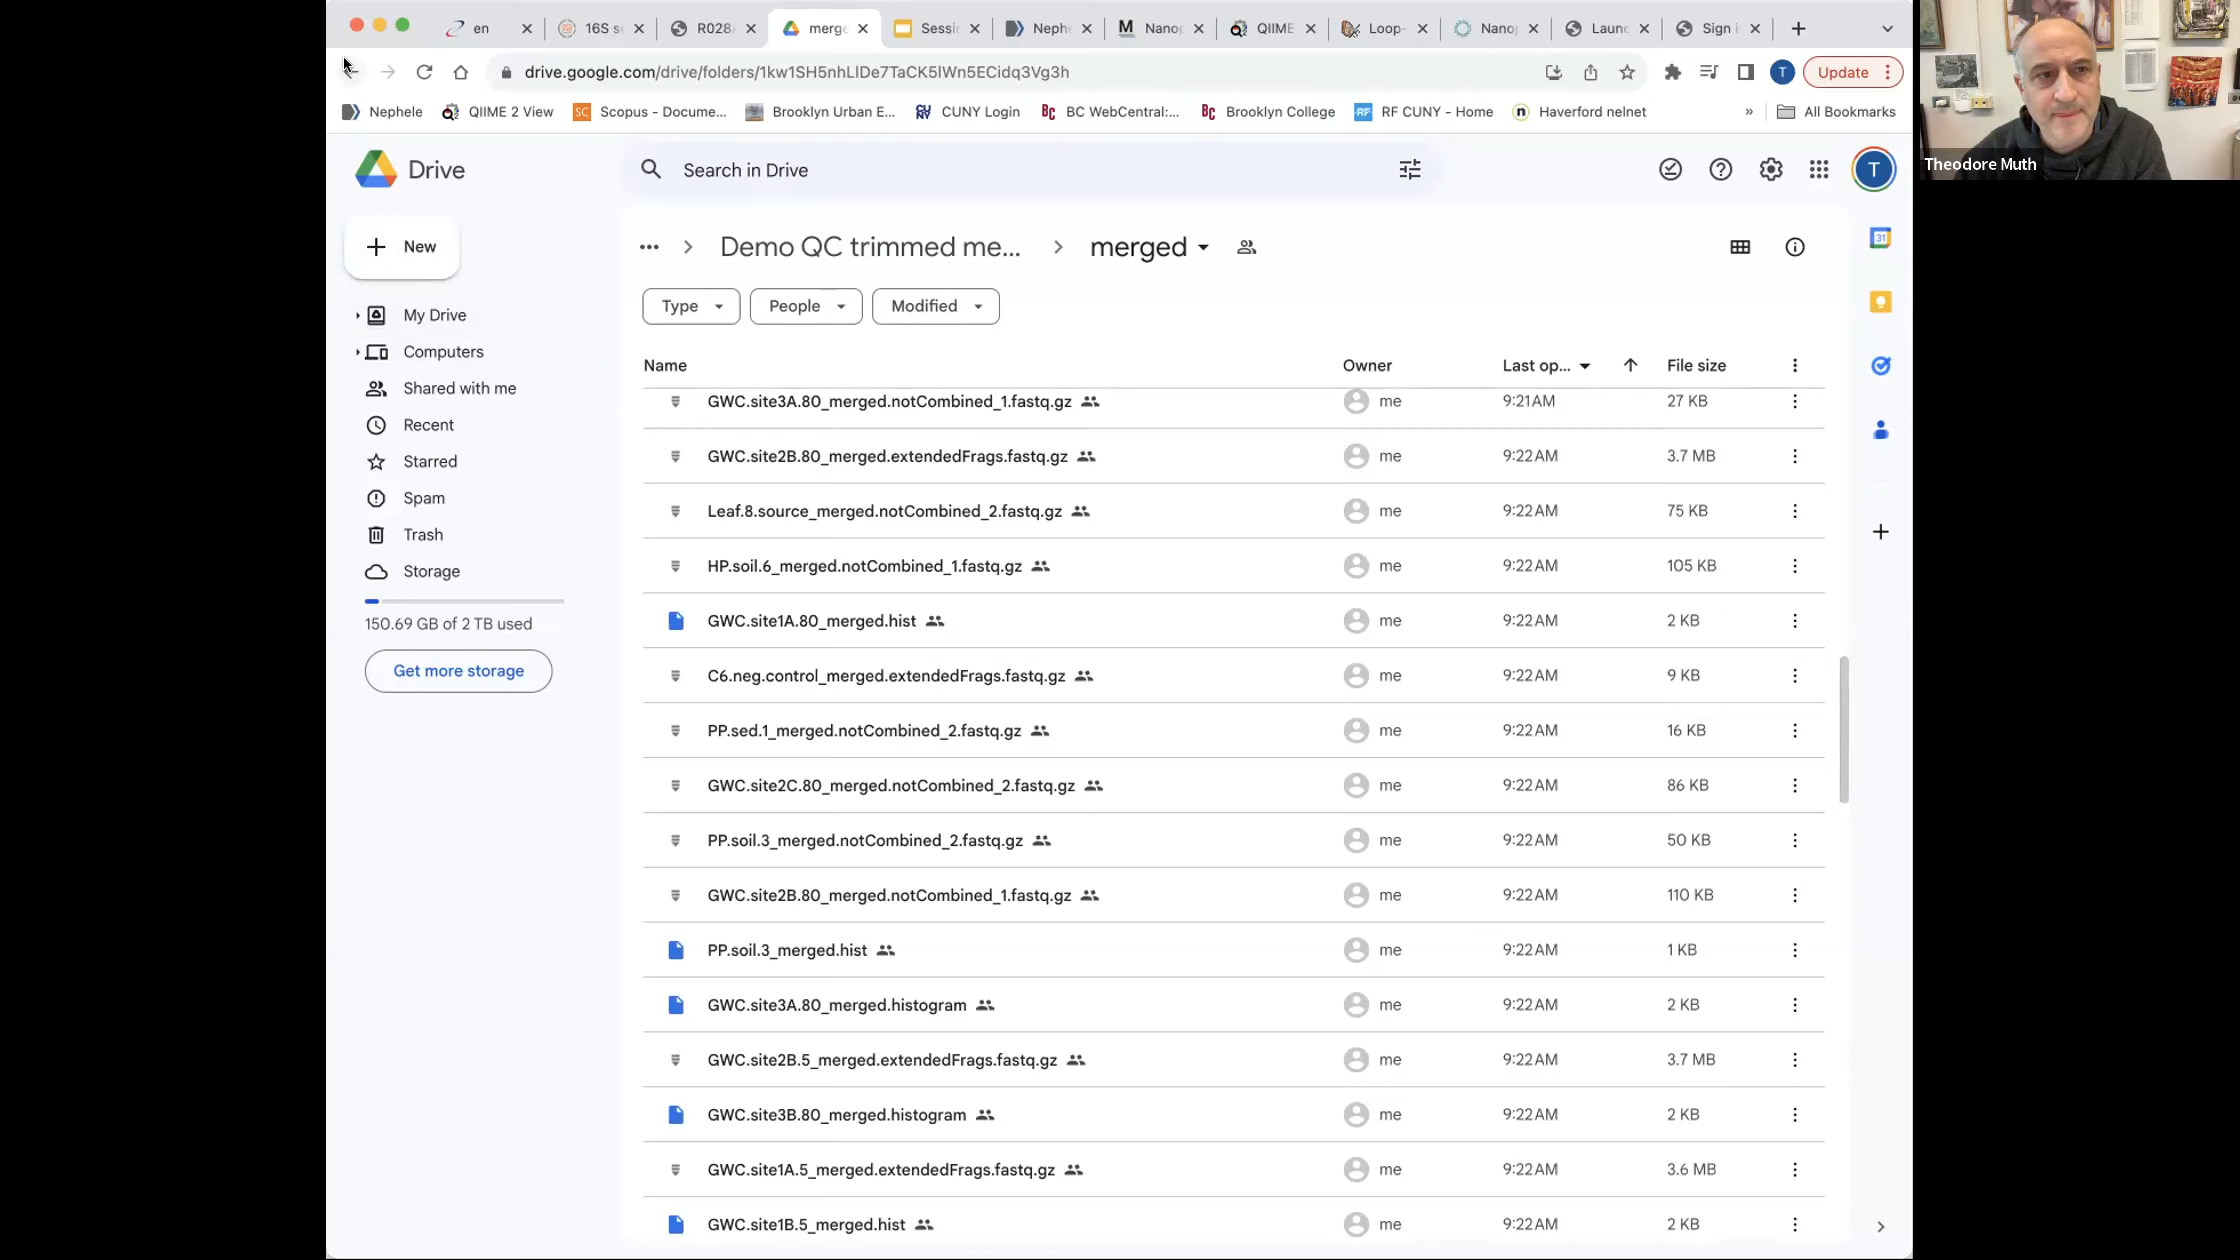 en
16S s
R028
merge
Sessi
Neph
Nano
QIIME
Loop-
Nano
Laun
Sign i
drive.google.com/drive/folders/1kw1SH5nhLlDe7TaCK5lWn5ECidq3Vg3h
T
Update
Nephele
QIIME 2 View
SC
Scopus - Docume...
Brooklyn Urban E...
CUNY Login
BC
BC WebCentral:...
BC
Brooklyn College
RF
RF CUNY - Home
n
Haverford nelnet
»
All Bookmarks
Theodore Muth
Drive
Search in Drive
T
New
My Drive
Computers
Shared with me
Recent
Starred
Spam
Trash
Storage
150.69 GB of 2 TB used
Get more storage
Demo QC trimmed me...
merged
31
Type
People
Modified
Name Owner Last op... File size
GWC.site3A.80_merged.notCombined_1.fastq.gz me 9:21 AM 27 KB
GWC.site2B.80_merged.extendedFrags.fastq.gz me 9:22 AM 3.7 MB
Leaf.8.source_merged.notCombined_2.fastq.gz me 9:22 AM 75 KB
HP.soil.6_merged.notCombined_1.fastq.gz me 9:22 AM 105 KB
GWC.site1A.80_merged.hist me 9:22 AM 2 KB
C6.neg.control_merged.extendedFrags.fastq.gz me 9:22 AM 9 KB
PP.sed.1_merged.notCombined_2.fastq.gz me 9:22 AM 16 KB
GWC.site2C.80_merged.notCombined_2.fastq.gz me 9:22 AM 86 KB
PP.soil.3_merged.notCombined_2.fastq.gz me 9:22 AM 50 KB
GWC.site2B.80_merged.notCombined_1.fastq.gz me 9:22 AM 110 KB
PP.soil.3_merged.hist me 9:22 AM 1 KB
GWC.site3A.80_merged.histogram me 9:22 AM 2 KB
GWC.site2B.5_merged.extendedFrags.fastq.gz me 9:22 AM 3.7 MB
GWC.site3B.80_merged.histogram me 9:22 AM 2 KB
GWC.site1A.5_merged.extendedFrags.fastq.gz me 9:22 AM 3.6 MB
GWC.site1B.5_merged.hist me 9:22 AM 2 KB